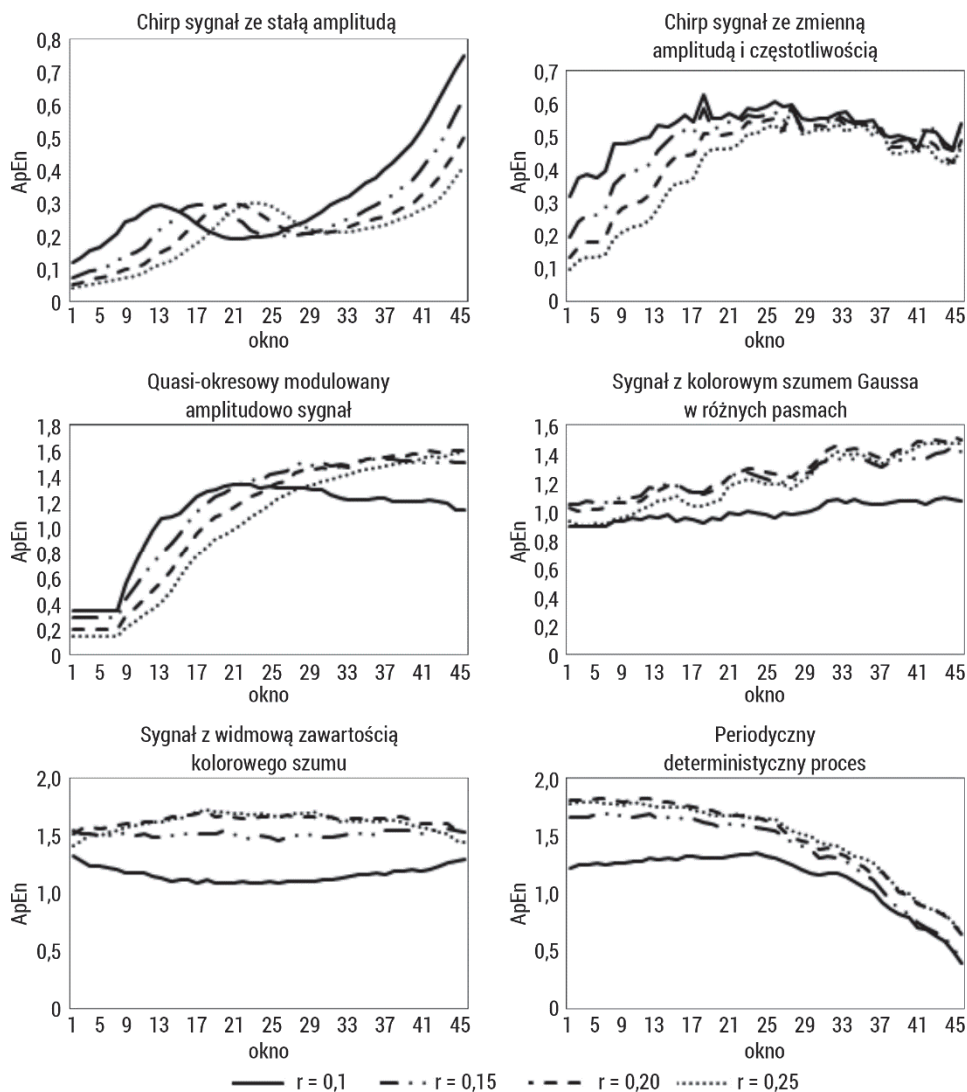 Chirp sygnał ze stałą amplitudą
0,8
0,7
0,6
0,5
0,4
0,3
0,2
0,1
0
ApEn
1 5 9 13 17 21 25 29 33 37 41 45
okno
Chirp sygnał ze zmienną
amplitudą i częstotliwością
0,7
0,6
0,5
0,4
0,3
0,2
0,1
0
ApEn
1 5 9 13 17 21 25 29 33 37 41 45
okno
Quasi-okresowy modulowany
amplitudowo sygnał
1,8
1,6
1,4
1,2
1,0
0,8
0,6
0,4
0,2
0
ApEn
1 5 9 13 17 21 25 29 33 37 41 45
okno
Sygnał z kolorowym szumem Gaussa
w różnych pasmach
1,6
1,4
1,2
1,0
0,8
0,6
0,4
0,2
0
ApEn
1 5 9 13 17 21 25 29 33 37 41 45
okno
Sygnał z widmową zawartością
kolorowego szumu
2,0
1,5
1,0
0,5
0
ApEn
1 5 9 13 17 21 25 29 33 37 41 45
okno
Periodyczny
deterministyczny proces
2,0
1,5
1,0
0,5
0
ApEn
1 5 9 13 17 21 25 29 33 37 41 45
okno
r = 0,1 r = 0,15 r = 0,20 r = 0,25